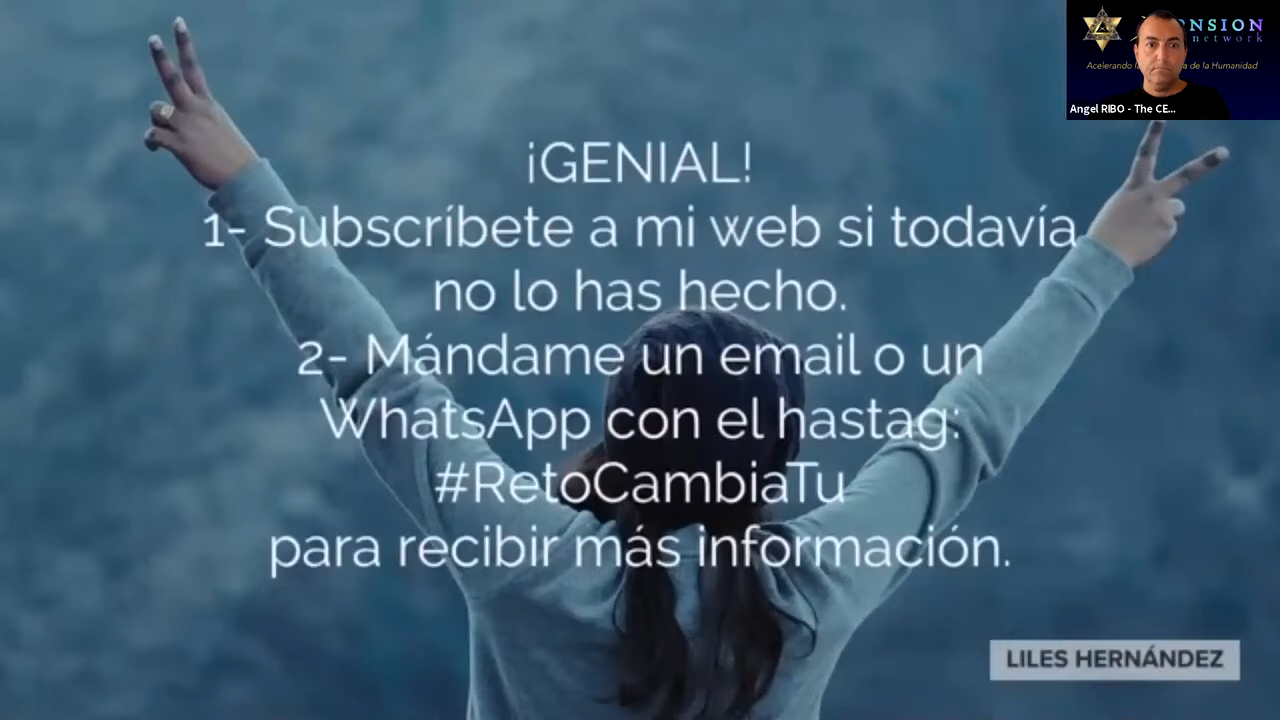 ¡GENIAL!
1- Subscríbete a mi web si todavía
no lo has hecho.
2- Mándame un email o un
WhatsApp con el hastag:
#RetoCambiaTu
para recibir más información.
LILES HERNÁNDEZ
NSION
network
Acelerando
de la Humanidad
Angel RIBO - The CE...